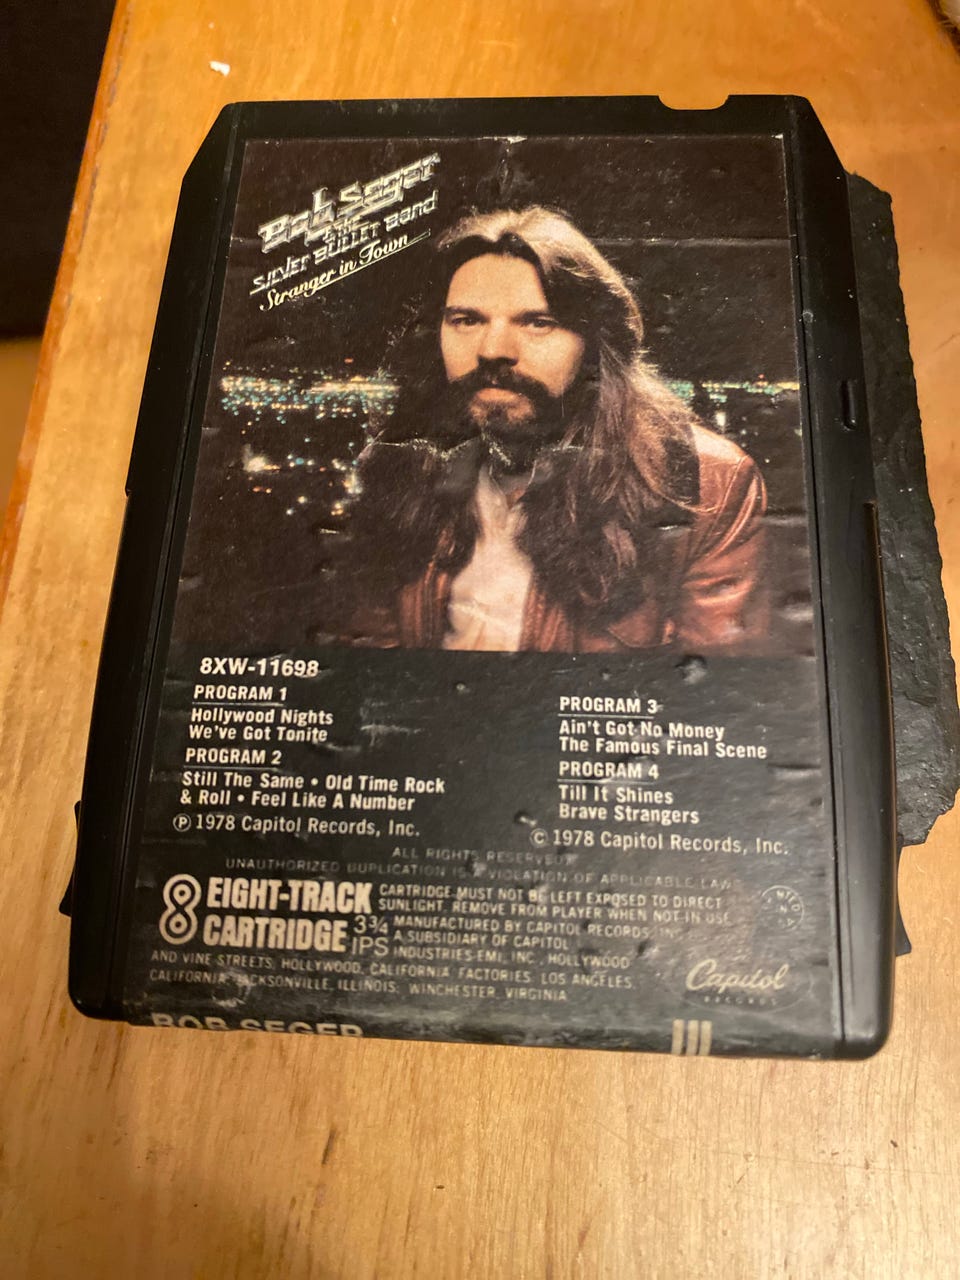 Bob Seger
& THE
SILVER BULLET Band
Stranger in Town
8XW-11698
PROGRAM 1
Hollywood Nights
We've Got Tonite
PROGRAM 2
Still The Same • Old Time Rock
& Roll • Feel Like A Number
℗ 1978 Capitol Records, Inc.
PROGRAM 3
Ain't Got No Money
The Famous Final Scene
PROGRAM 4
Till It Shines
Brave Strangers
© 1978 Capitol Records, Inc.
ALL RIGHTS RESERVED.
UNAUTHORIZED DUPLICATION IS A VIOLATION OF APPLICABLE LAWS
8 EIGHT-TRACK
CARTRIDGE 3¾
IPS
CARTRIDGE MUST NOT BE LEFT EXPOSED TO DIRECT
SUNLIGHT. REMOVE FROM PLAYER WHEN NOT IN USE
MANUFACTURED BY CAPITOL RECORDS, INC.
A SUBSIDIARY OF CAPITOL
INDUSTRIES-EMI, INC., HOLLYWOOD
AND VINE STREETS, HOLLYWOOD, CALIFORNIA. FACTORIES: LOS ANGELES,
CALIFORNIA; JACKSONVILLE, ILLINOIS; WINCHESTER, VIRGINIA
Capitol
RECORDS
BOB SEGER